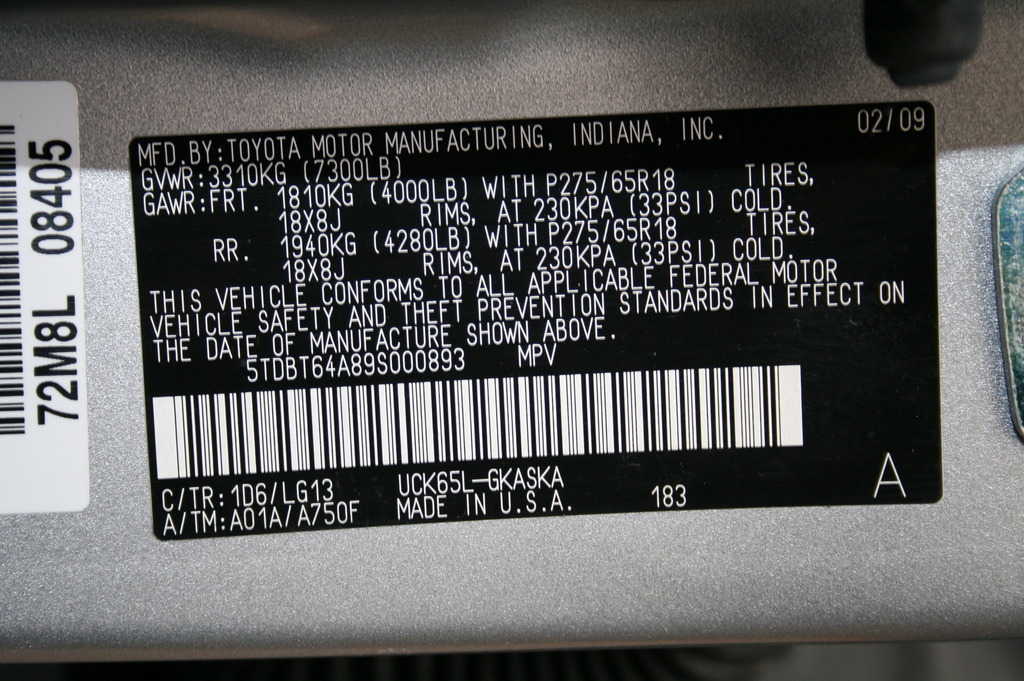 MFD.BY:TOYOTA MOTOR MANUFACTURING, INDIANA, INC. 02/09
GVWR:3310KG (7300LB)
GAWR:FRT. 1810KG (4000LB) WITH P275/65R18 TIRES,
18X8J RIMS, AT 230KPA (33PSI) COLD.
RR. 1940KG (4280LB) WITH P275/65R18 TIRES,
18X8J RIMS, AT 230KPA (33PSI) COLD.
THIS VEHICLE CONFORMS TO ALL APPLICABLE FEDERAL MOTOR
VEHICLE SAFETY AND THEFT PREVENTION STANDARDS IN EFFECT ON
THE DATE OF MANUFACTURE SHOWN ABOVE.
5TDBT64A89S000893 MPV
UCK65L-GKASKA
C/TR:1D6/LG13
A/TM:A01A/A750F MADE IN U.S.A. 183 A
72M8L 08405